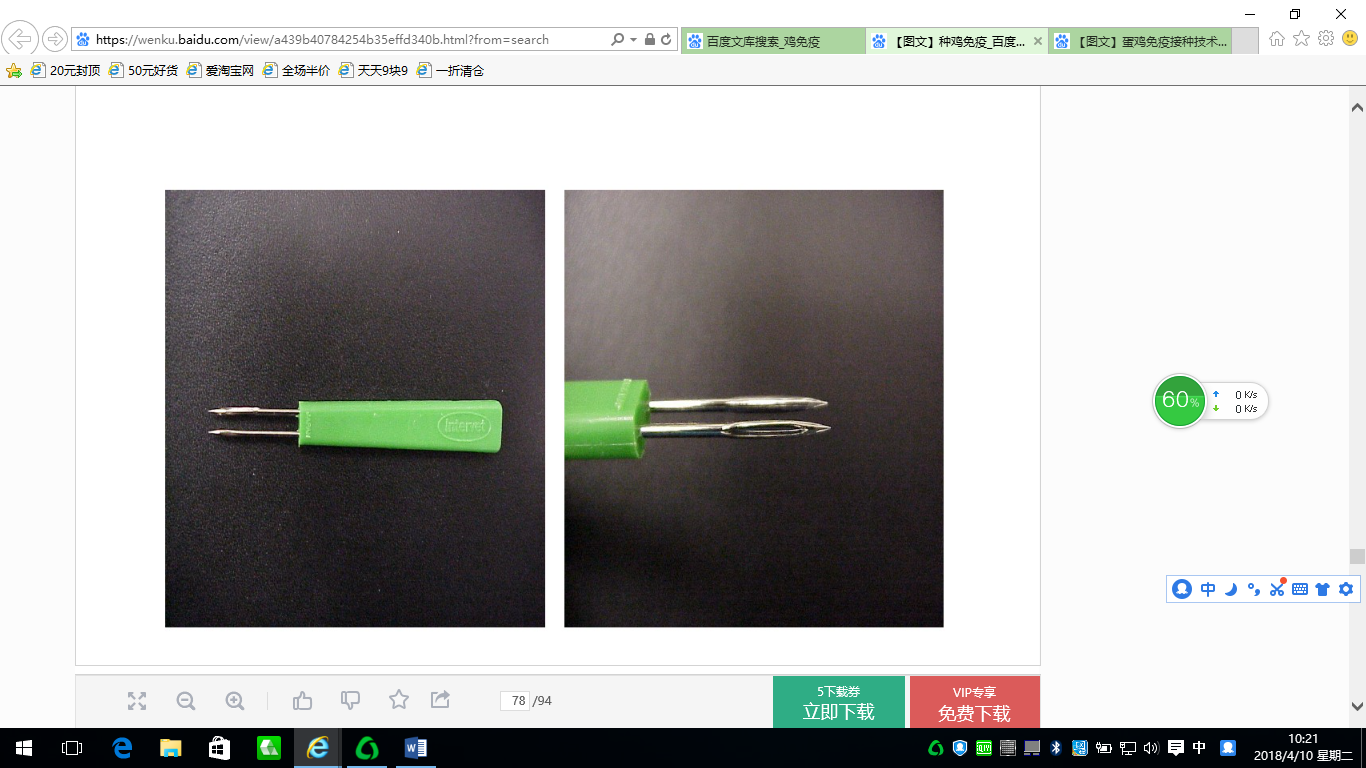 https://wenku.baidu.com/view/a439b40784254b35effd340b.html?from=search
百度文库搜索_鸡免疫
【图文】种鸡免疫_百度...
【图文】蛋鸡免疫接种技术...
20元封顶
50元好货
爱淘宝网
全场半价
天天9块9
一折清仓
Intervet
60%
0 K/s
0 K/s
中
78 /94
5下载券
立即下载
VIP专享
免费下载
中
10:21
2018/4/10 星期二